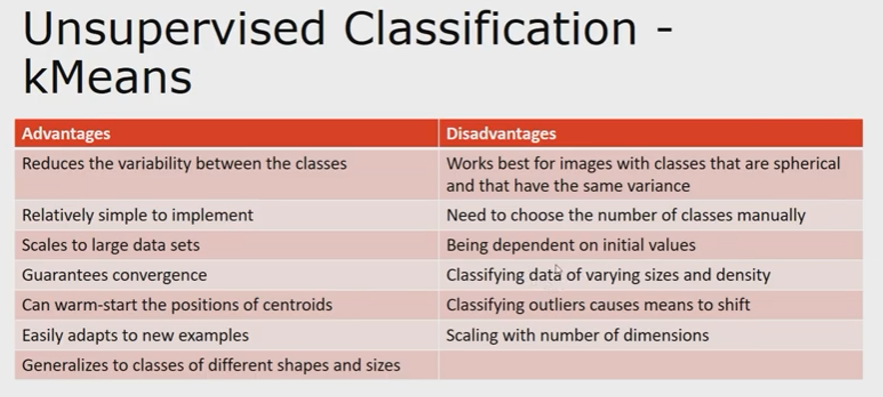 Unsupervised Classification -
kMeans
Advantages
Disadvantages
Reduces the variability between the classes
Works best for images with classes that are spherical
and that have the same variance
Relatively simple to implement
Need to choose the number of classes manually
Scales to large data sets
Being dependent on initial values
Guarantees convergence
Classifying data of varying sizes and density
Can warm-start the positions of centroids
Classifying outliers causes means to shift
Easily adapts to new examples
Scaling with number of dimensions
Generalizes to classes of different shapes and sizes